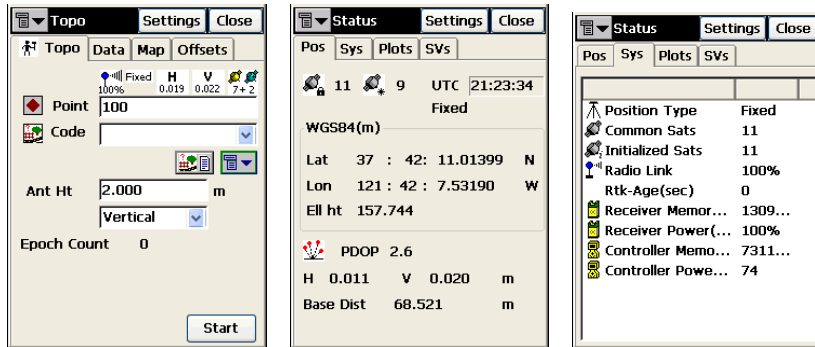 Topo Settings Close
Topo Data Map Offsets
Fixed H V
100% 0.019 0.022 7+2
Point 100
Code
Ant Ht 2.000 m
Vertical
Epoch Count 0
Start
Status Settings Close
Pos Sys Plots SVs
11 9 UTC 21:23:34
Fixed
WGS84(m)
Lat 37 : 42: 11.01399 N
Lon 121 : 42 : 7.53190 W
Ell ht 157.744
PDOP 2.6
H 0.011 V 0.020 m
Base Dist 68.521 m
Status Settings Close
Pos Sys Plots SVs
Position Type Fixed
Common Sats 11
Initialized Sats 11
Radio Link 100%
Rtk-Age(sec) 0
Receiver Memor... 1309...
Receiver Power(... 100%
Controller Memo... 7311...
Controller Powe... 74